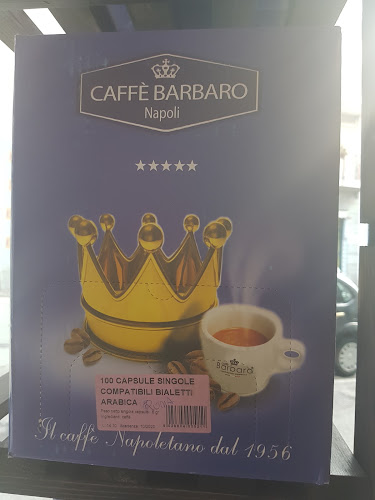 CAFFÈ BARBARO
Napoli
Barbaro
100 CAPSULE SINGOLE
COMPATIBILI BIALETTI
ARABICA
Il caffè Napoletano dal 1956